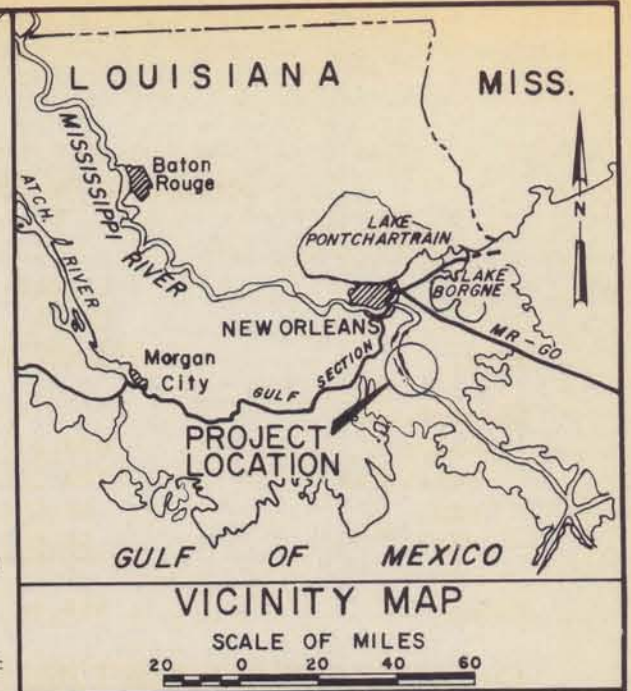 LOUISIANA
MISS.
MISSISSIPPI
RIVER
Baton
Rouge
ATCH.
RIVER
LAKE
PONTCHARTRAIN
N
LAKE
BORGNE
NEW ORLEANS
MR-GO
Morgan
City
GULF SECTION
PROJECT
LOCATION
GULF OF MEXICO
VICINITY MAP
SCALE OF MILES
20 0 20 40 60